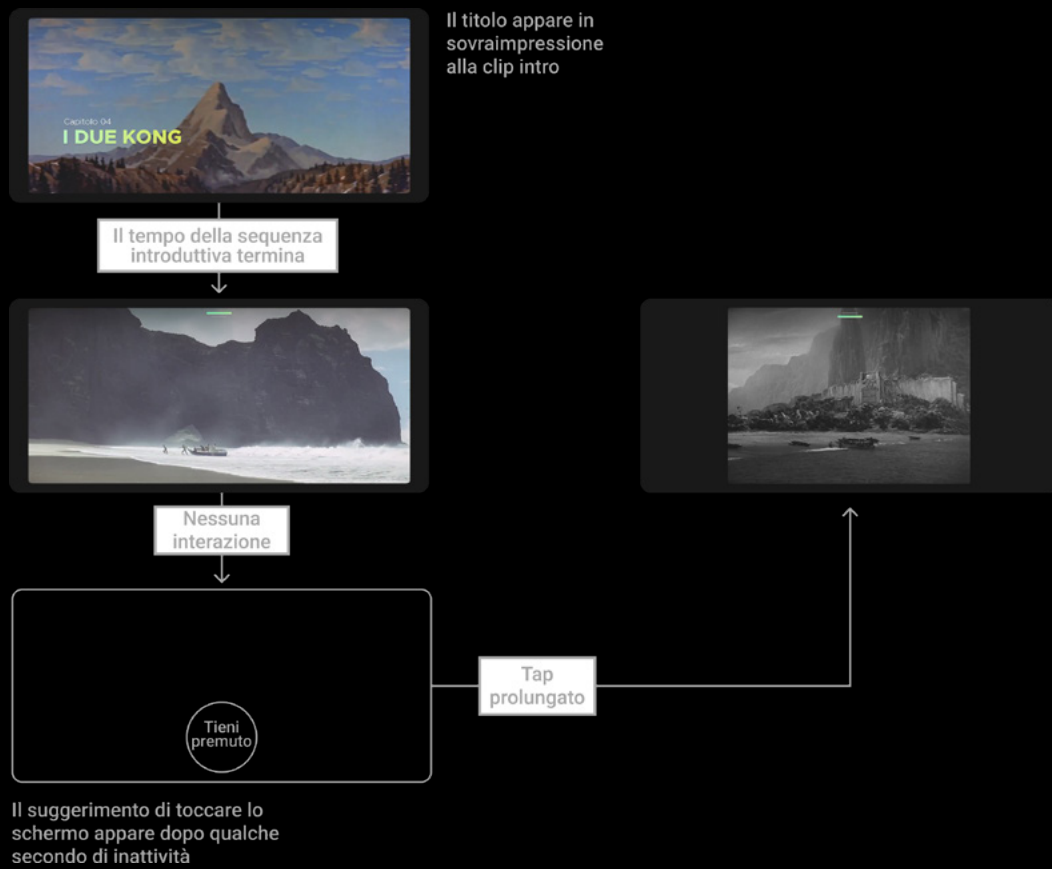 Il titolo appare in
sovraimpressione
alla clip intro
Capitolo 04
I DUE KONG
Il tempo della sequenza
introduttiva termina
Nessuna
interazione
Tap
prolungato
Tieni
premuto
Il suggerimento di toccare lo
schermo appare dopo qualche
secondo di inattività